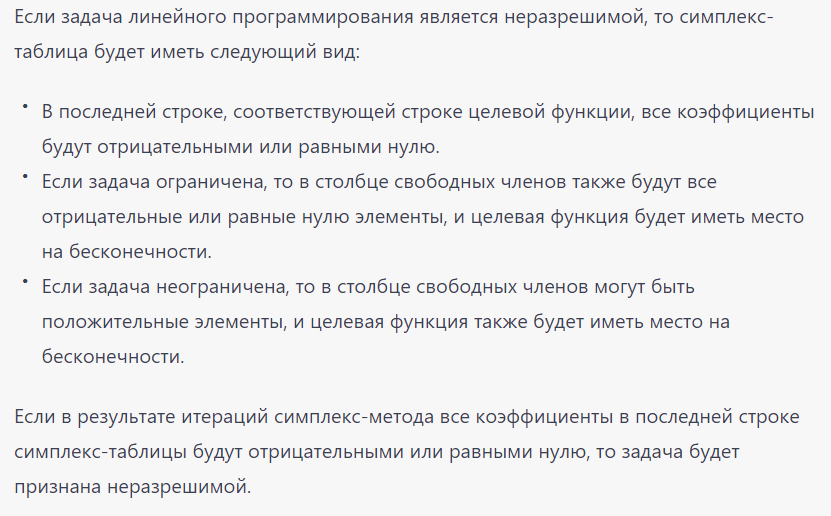 Если задача линейного программирования является неразрешимой, то симплекс-
таблица будет иметь следующий вид:
• В последней строке, соответствующей строке целевой функции, все коэффициенты
будут отрицательными или равными нулю.
• Если задача ограничена, то в столбце свободных членов также будут все
отрицательные или равные нулю элементы, и целевая функция будет иметь место
на бесконечности.
• Если задача неограничена, то в столбце свободных членов могут быть
положительные элементы, и целевая функция также будет иметь место на
бесконечности.
Если в результате итераций симплекс-метода все коэффициенты в последней строке
симплекс-таблицы будут отрицательными или равными нулю, то задача будет
признана неразрешимой.